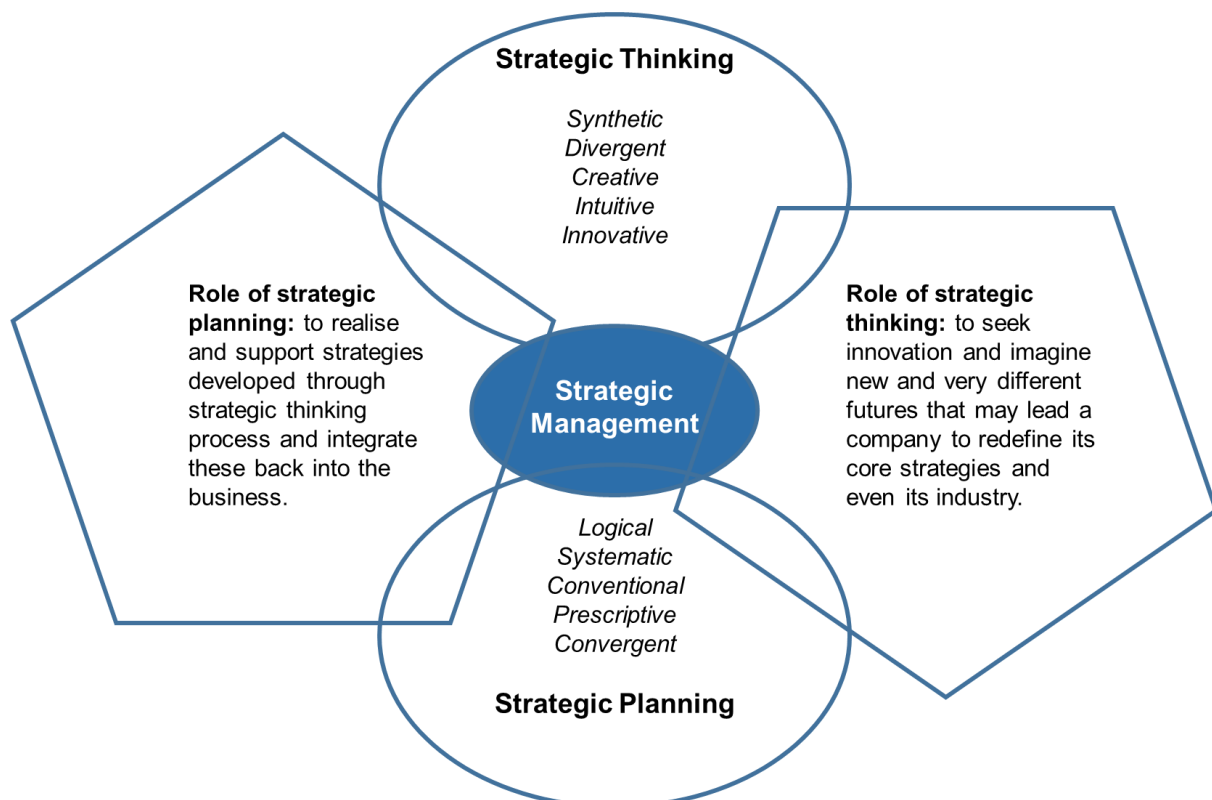 Strategic Thinking
Synthetic
Divergent
Creative
Intuitive
Innovative
Role of strategic
planning: to realise
and support strategies
developed through
strategic thinking
process and integrate
these back into the
business.
Strategic
Management
Role of strategic
thinking: to seek
innovation and imagine
new and very different
futures that may lead a
company to redefine its
core strategies and
even its industry.
Logical
Systematic
Conventional
Prescriptive
Convergent
Strategic Planning